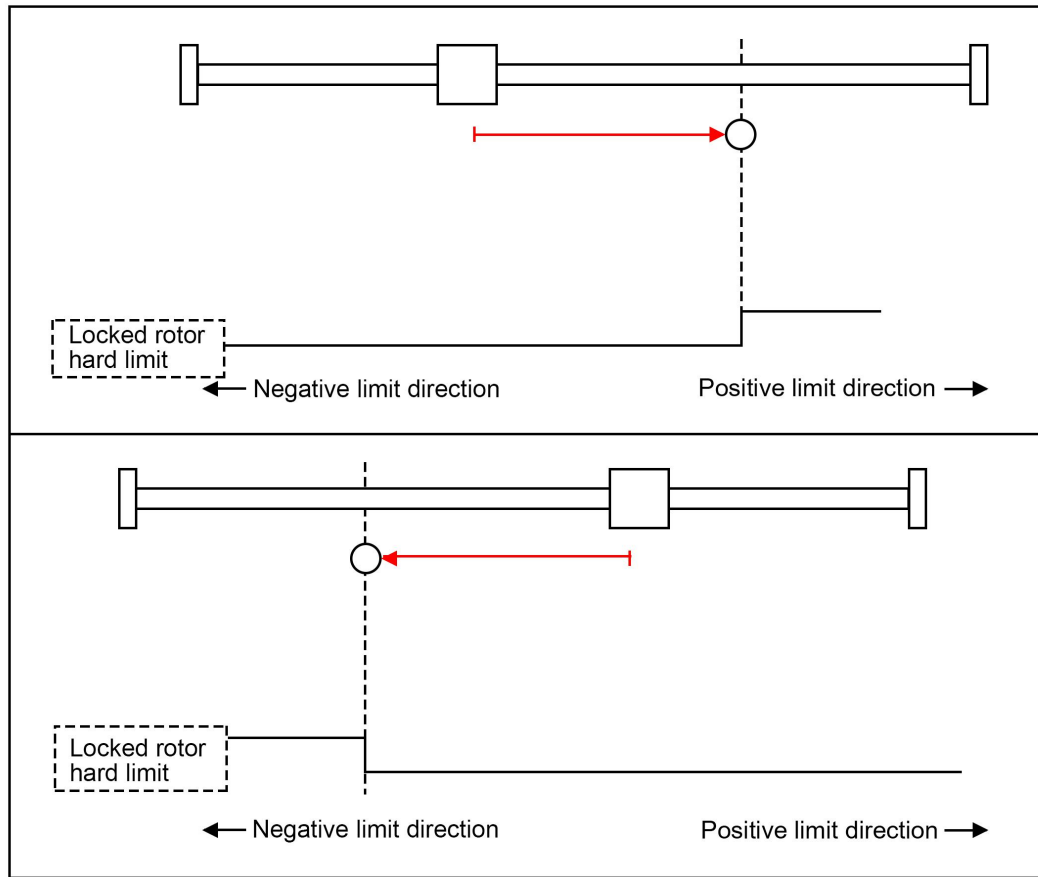 Locked rotor
hard limit
Negative limit direction
Positive limit direction
Locked rotor
hard limit
Negative limit direction
Positive limit direction